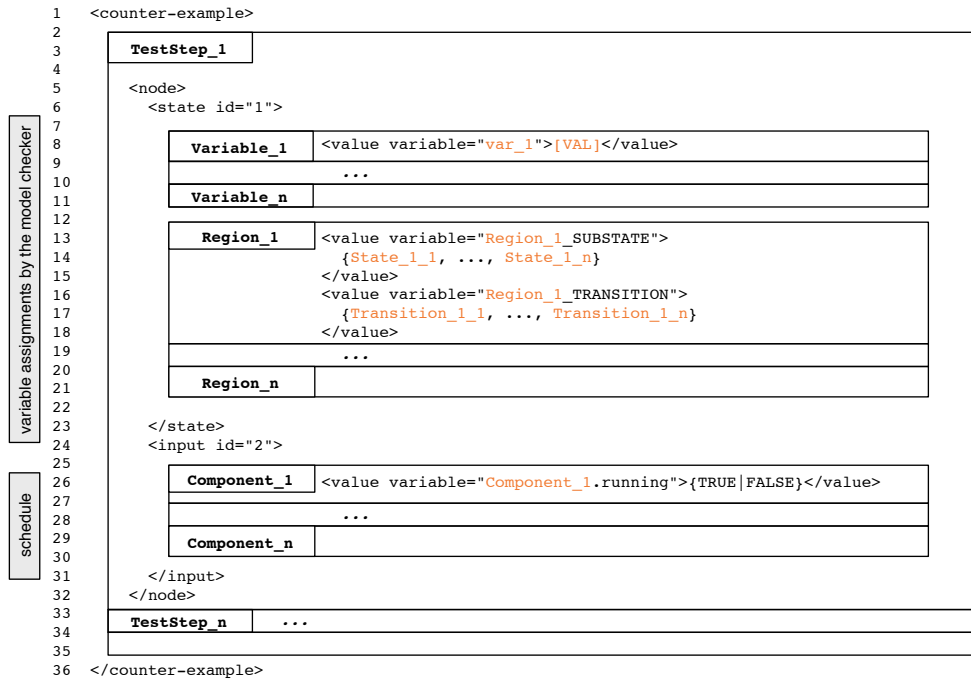 1 <counter-example>
2
3 TestStep_1
4
5 <node>
6 <state id="1">
7
8 Variable_1 <value variable="var_1">[VAL]</value>
9
10 ...
11 Variable_n
12
13 Region_1 <value variable="Region_1_SUBSTATE">
14 {State_1_1, ..., State_1_n}
15 </value>
16 <value variable="Region_1_TRANSITION">
17 {Transition_1_1, ..., Transition_1_n}
18 </value>
19 ...
20
21 Region_n
22
23 </state>
24 <input id="2">
25
26 Component_1 <value variable="Component_1.running">{TRUE|FALSE}</value>
27
28 ...
29 Component_n
30
31 </input>
32 </node>
33 TestStep_n ...
34
35
36 </counter-example>
variable assignments by the model checker
schedule